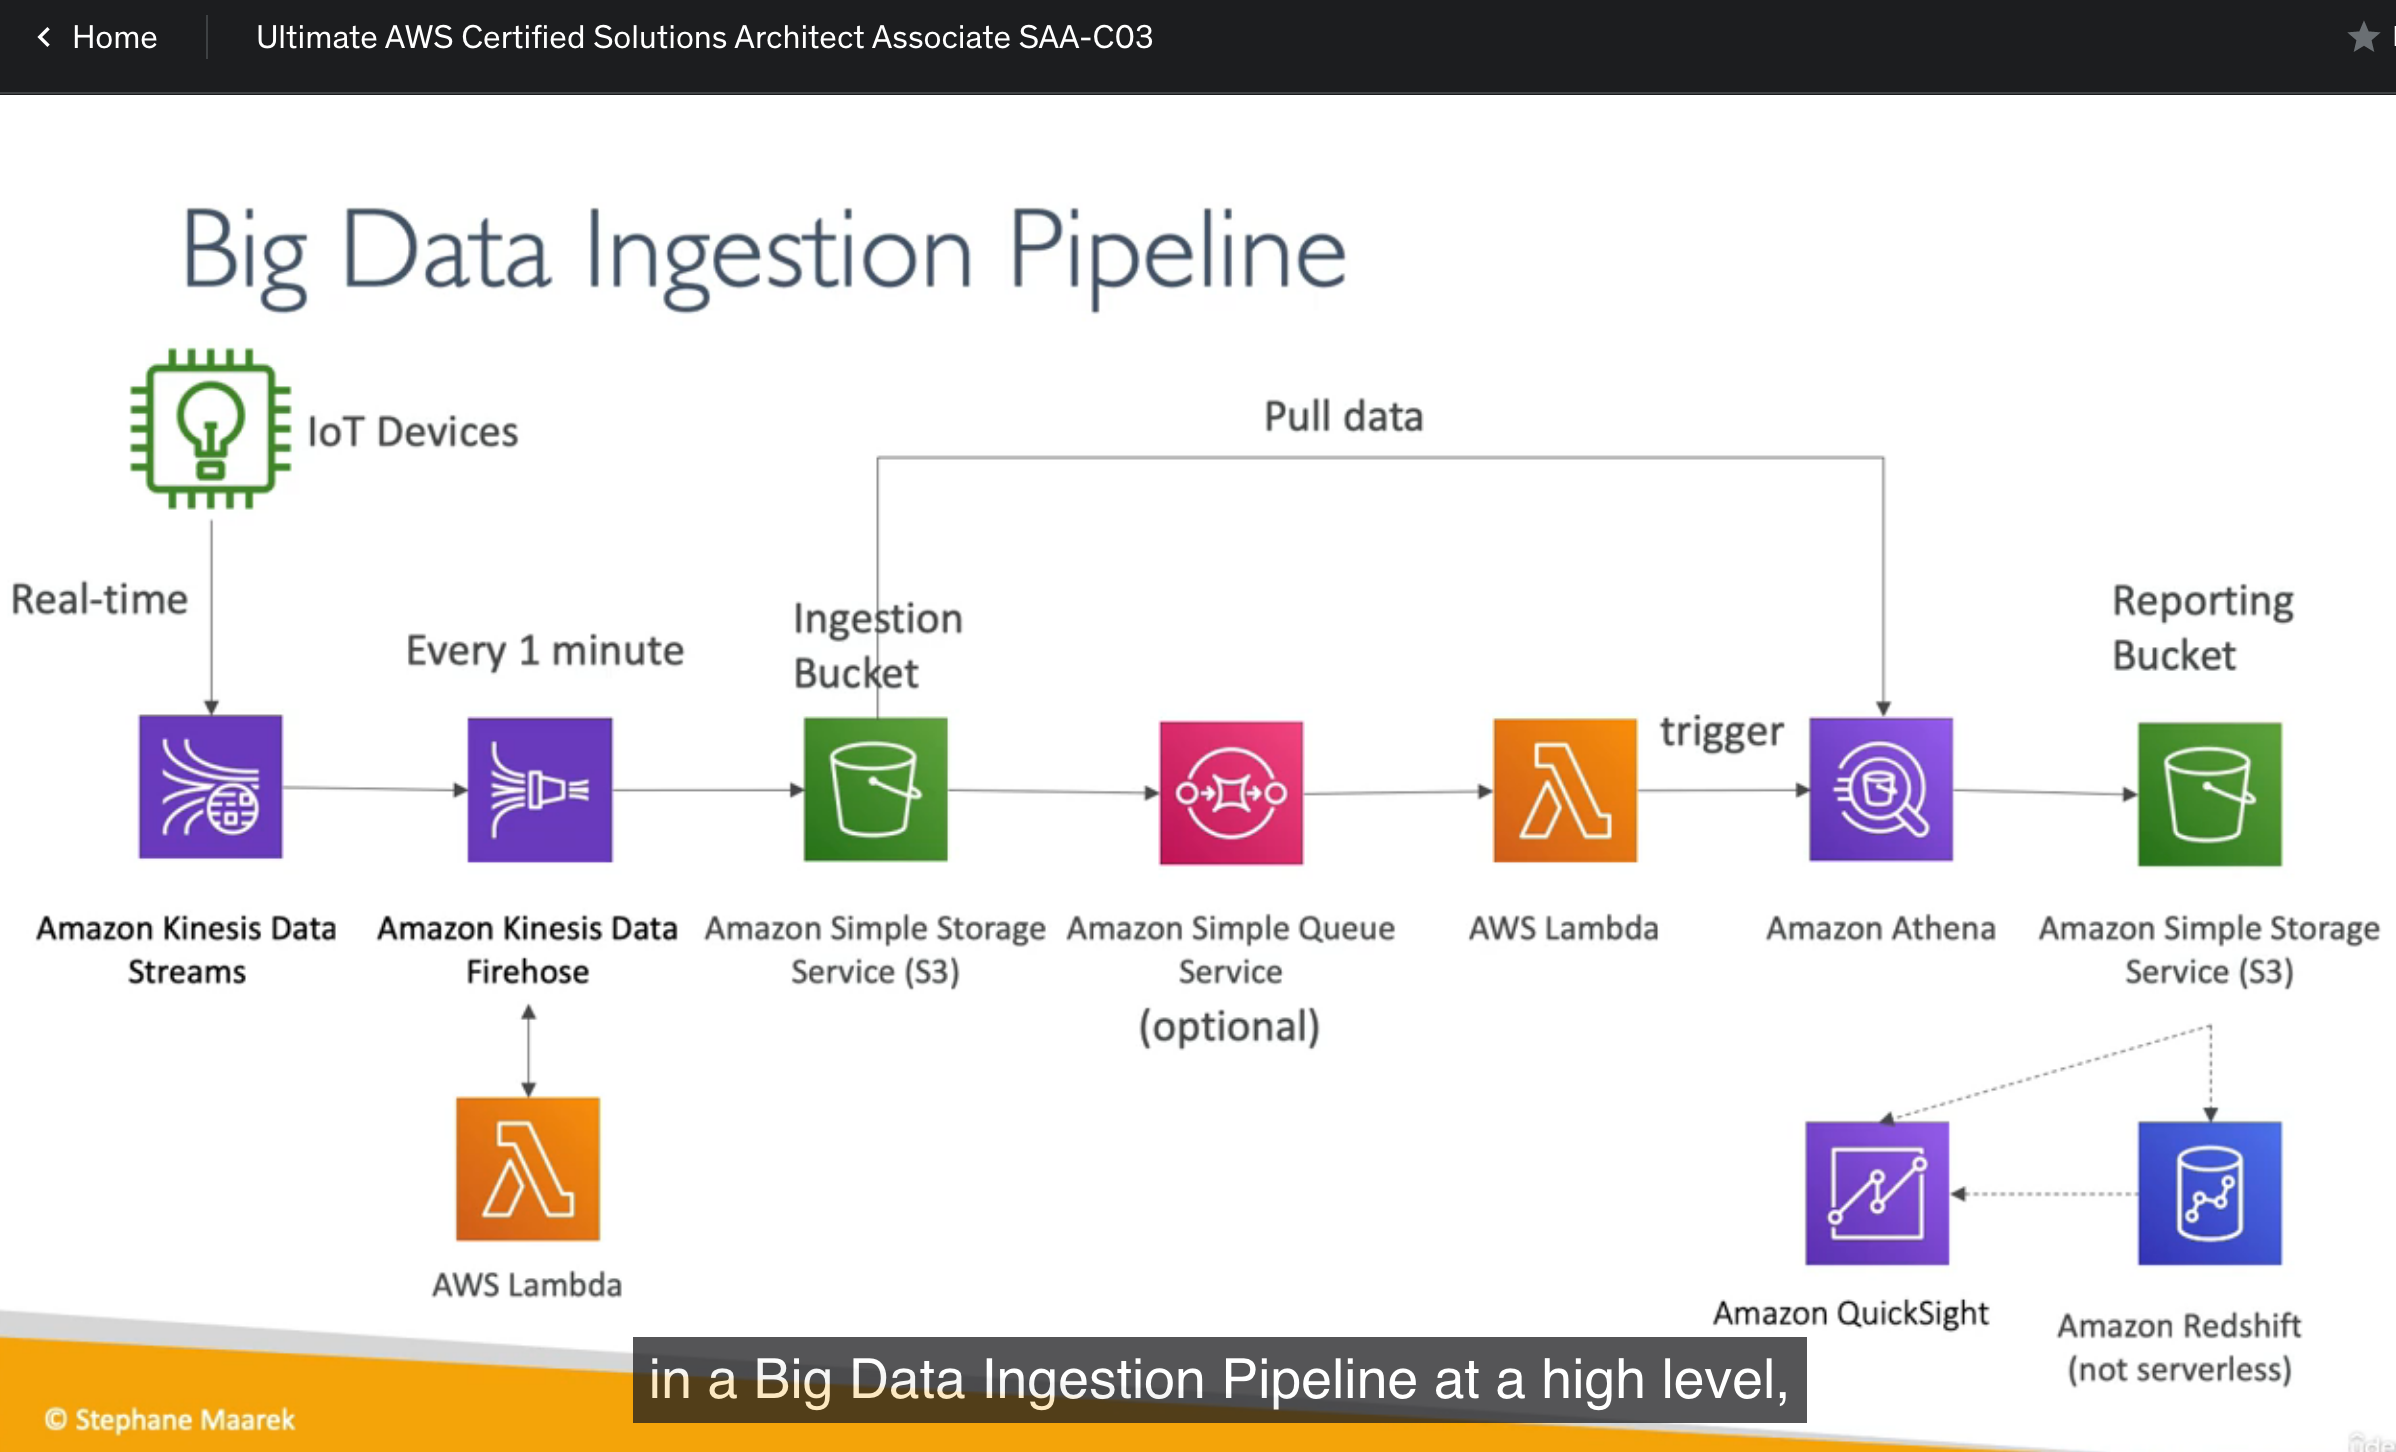 Home
Ultimate AWS Certified Solutions Architect Associate SAA-C03
Big Data Ingestion Pipeline
IoT Devices
Pull data
Real-time
Every 1 minute
Ingestion
Bucket
trigger
Reporting
Bucket
Amazon Kinesis Data
Streams
Amazon Kinesis Data
Firehose
Amazon Simple Storage
Service (S3)
Amazon Simple Queue
Service
(optional)
AWS Lambda
Amazon Athena
Amazon Simple Storage
Service (S3)
AWS Lambda
Amazon QuickSight
Amazon Redshift
(not serverless)
in a Big Data Ingestion Pipeline at a high level,
© Stephane Maarek